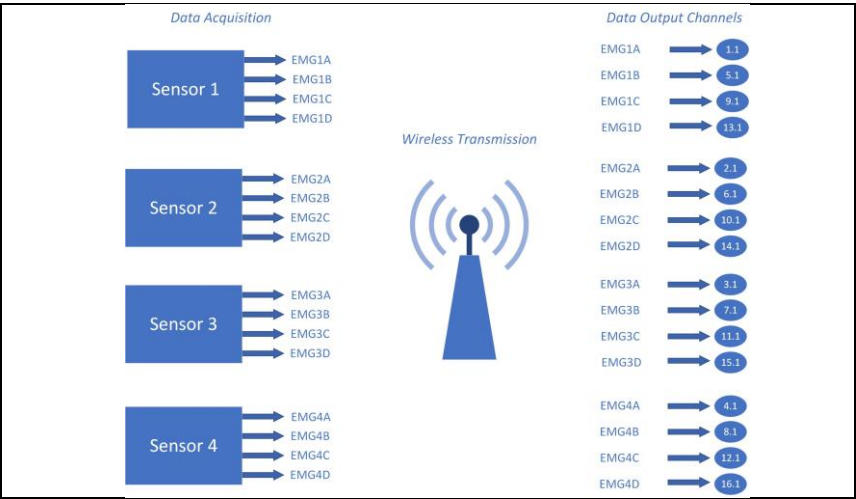 Data Acquisition
Sensor 1
EMG1A
EMG1B
EMG1C
EMG1D
Sensor 2
EMG2A
EMG2B
EMG2C
EMG2D
Sensor 3
EMG3A
EMG3B
EMG3C
EMG3D
Sensor 4
EMG4A
EMG4B
EMG4C
EMG4D
Wireless Transmission
Data Output Channels
EMG1A 1.1
EMG1B 5.1
EMG1C 9.1
EMG1D 13.1
EMG2A 2.1
EMG2B 6.1
EMG2C 10.1
EMG2D 14.1
EMG3A 3.1
EMG3B 7.1
EMG3C 11.1
EMG3D 15.1
EMG4A 4.1
EMG4B 8.1
EMG4C 12.1
EMG4D 16.1